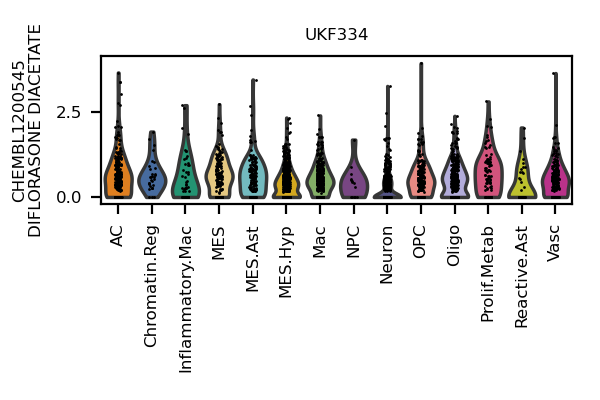 UKF334
CHEMBL1200545
DIFLORASONE DIACETATE
2.5
0.0
AC
Chromatin.Reg
Inflammatory.Mac
MES
MES.Ast
MES.Hyp
Mac
NPC
Neuron
OPC
Oligo
Prolif.Metab
Reactive.Ast
Vasc